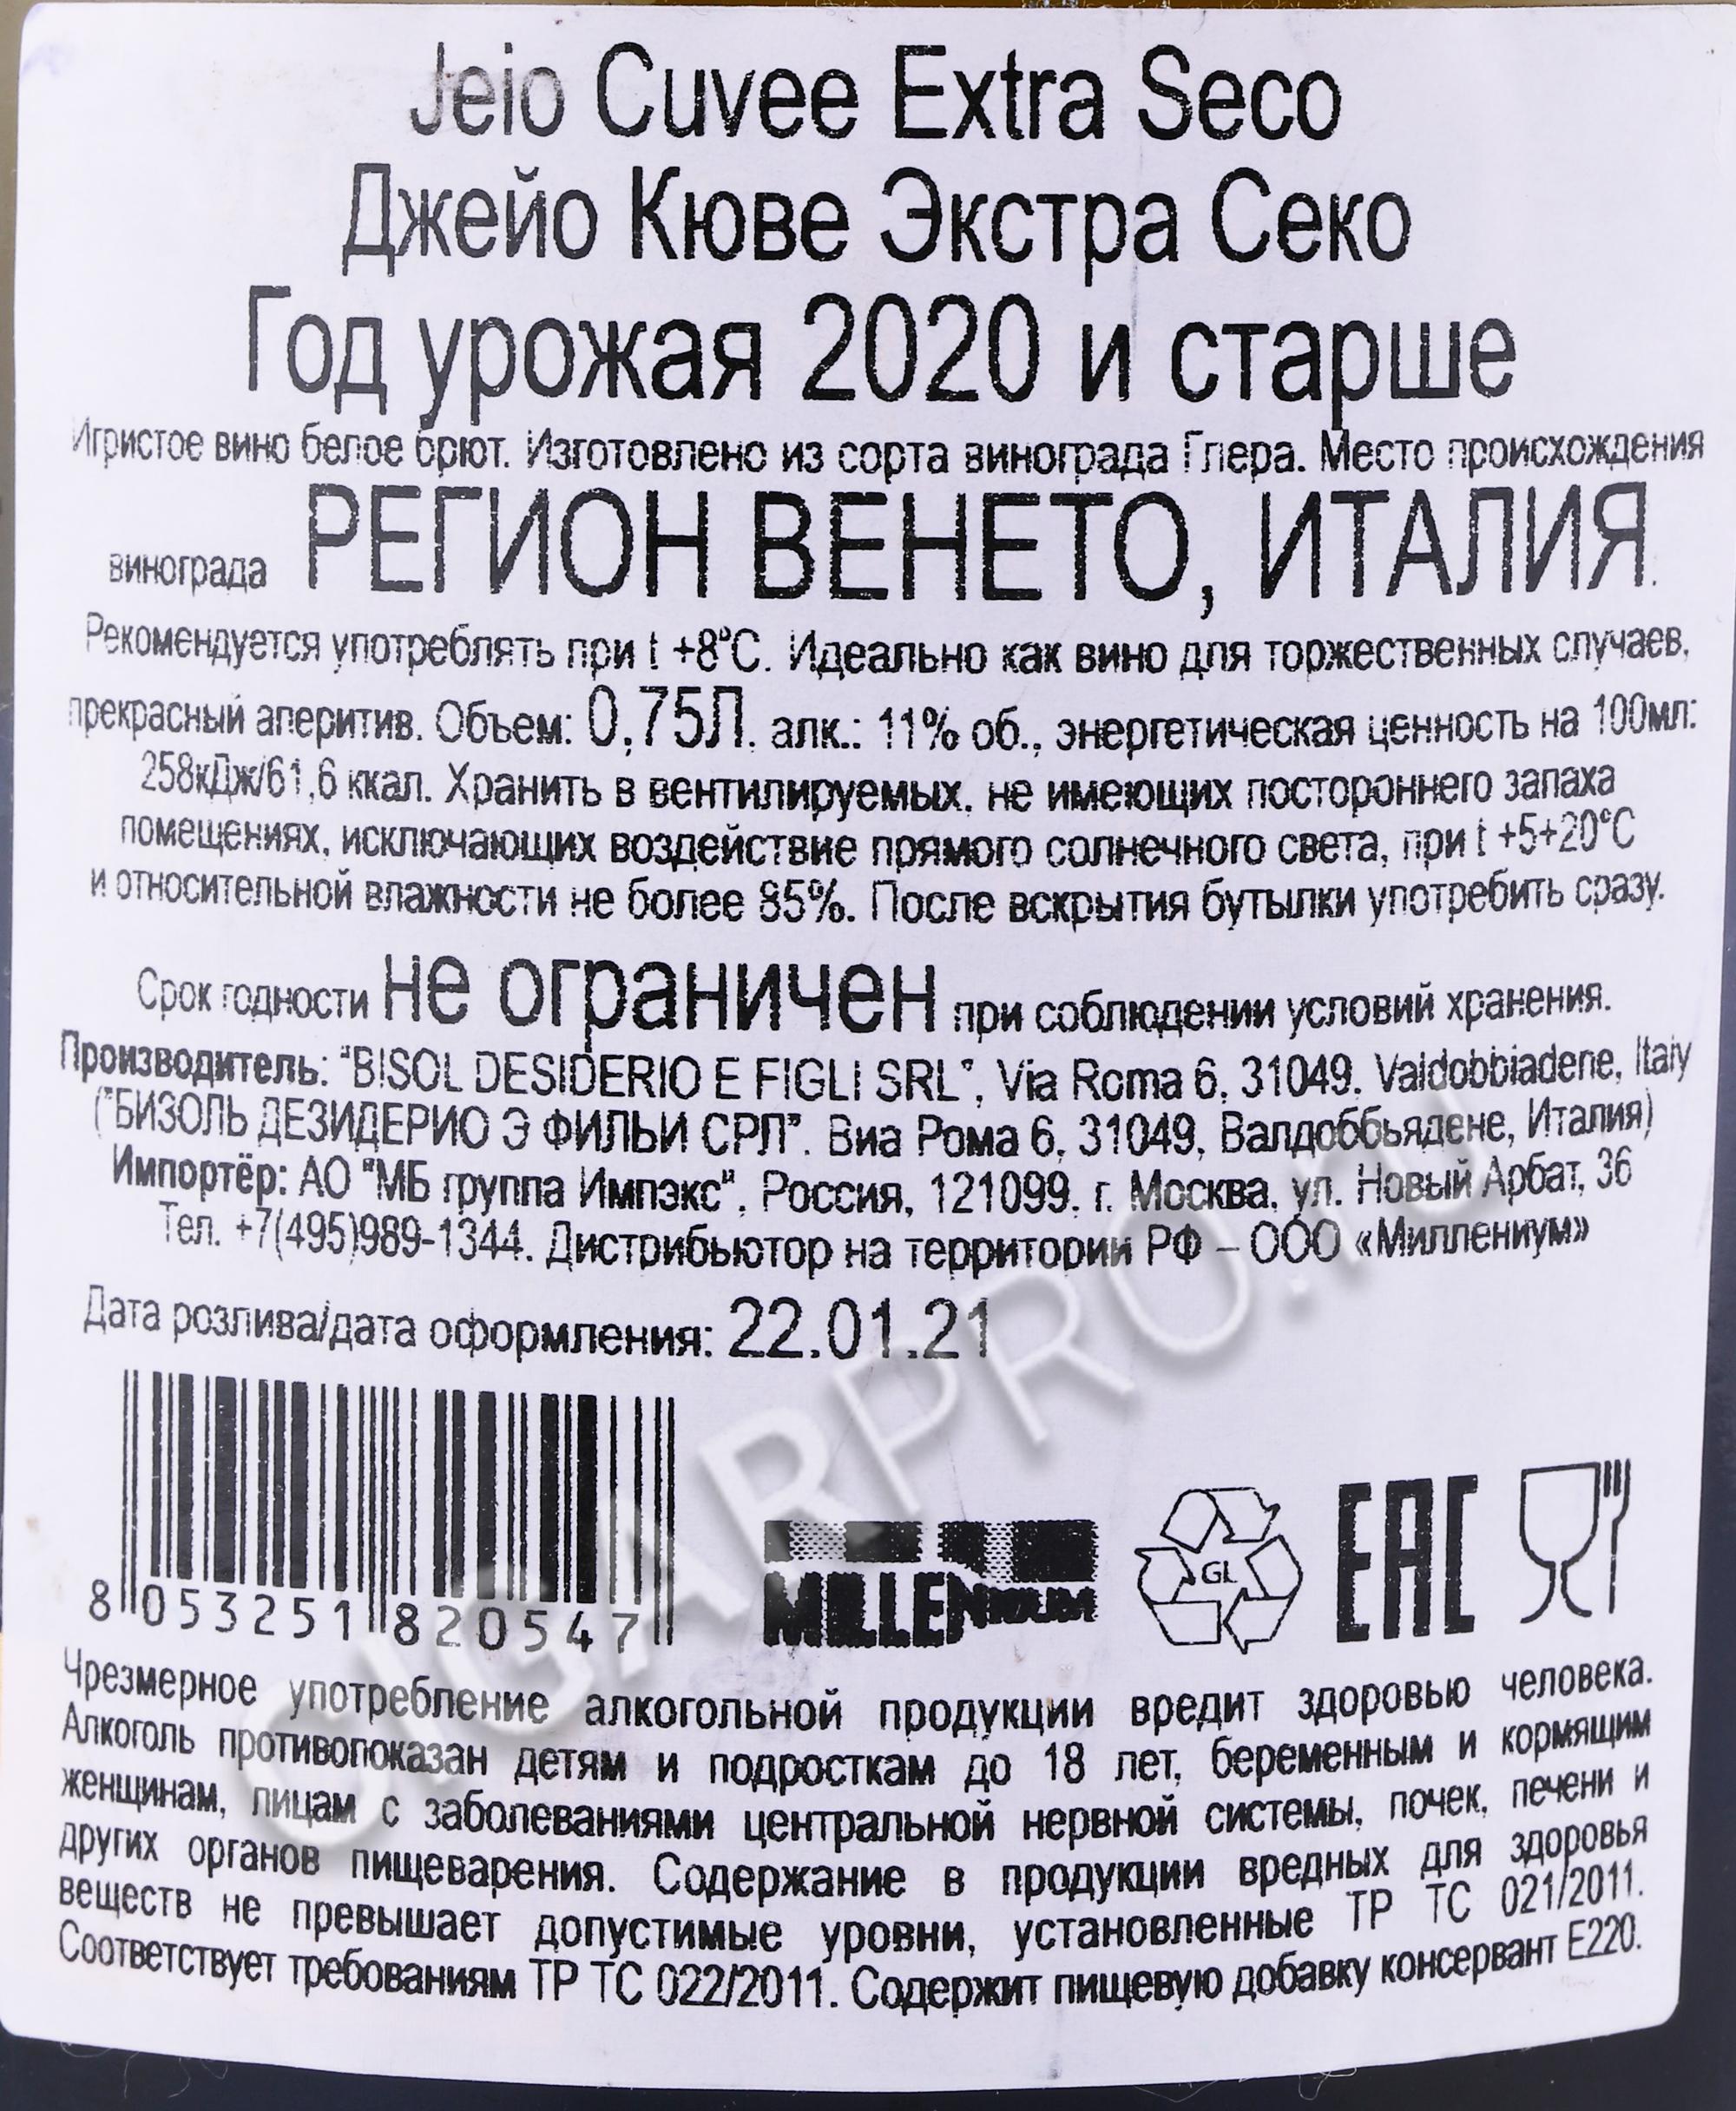 Jeio Cuvee Extra Seco
Джейо Кюве Экстра Секо
Год урожая 2020 и старше
Игристое вино белое брют. Изготовлено из сорта винограда Глера. Место происхождения
винограда РЕГИОН ВЕНЕТО, ИТАЛИЯ.
Рекомендуется употреблять при t +8°С. Идеально как вино для торжественных случаев,
прекрасный аперитив. Объем: 0,75Л, алк.: 11% об., энергетическая ценность на 100мл:
258кДж/61,6 ккал. Хранить в вентилируемых, не имеющих постороннего запаха
помещениях, исключающих воздействие прямого солнечного света, при t +5+20°С
и относительной влажности не более 85%. После вскрытия бутылки употребить сразу.
Срок годности не ограничен при соблюдении условий хранения.
Производитель: "BISOL DESIDERIO E FIGLI SRL", Via Roma 6, 31049, Valdobbiadene, Italy
("БИЗОЛЬ ДЕЗИДЕРИО Э ФИЛЬИ СРЛ". Виа Рома 6, 31049, Валдоббьядене, Италия)
Импортёр: АО "МБ группа Импэкс", Россия, 121099, г. Москва, ул. Новый Арбат, 36
Тел. +7(495)989-1344. Дистрибьютор на территории РФ – ООО «Миллениум»
Дата розлива/дата оформления: 22.01.21
8 053251 820547
MILLENNIUM
GL
EAC
Чрезмерное употребление алкогольной продукции вредит здоровью человека.
Алкоголь противопоказан детям и подросткам до 18 лет, беременным и кормящим
женщинам, лицам с заболеваниями центральной нервной системы, почек, печени и
других органов пищеварения. Содержание в продукции вредных для здоровья
веществ не превышает допустимые уровни, установленные ТР ТС 021/2011.
Соответствует требованиям ТР ТС 022/2011. Содержит пищевую добавку консервант Е220.
CIGARPRO.ru